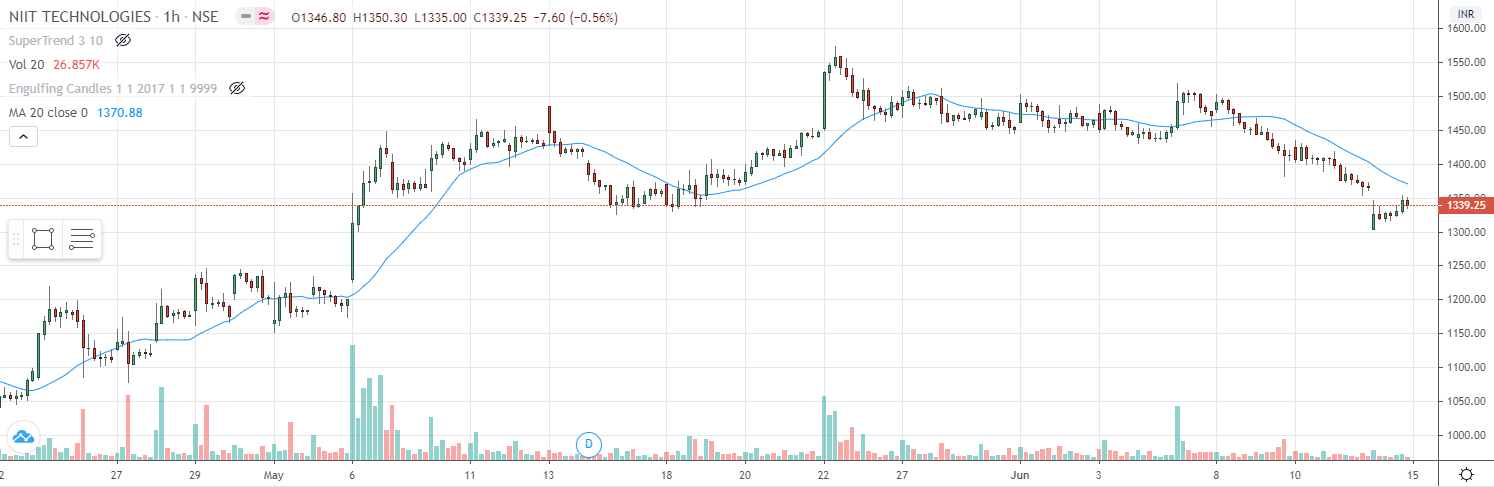 NIIT TECHNOLOGIES · 1h · NSE O1346.80 H1350.30 L1335.00 C1339.25 −7.60 (−0.56%)
SuperTrend 3 10
Vol 20 26.857K
Engulfing Candles 1 1 2017 1 1 9999
MA 20 close 0 1370.88
INR
1600.00
1550.00
1500.00
1450.00
1400.00
1350.00
1339.25
1300.00
1250.00
1200.00
1150.00
1100.00
1050.00
1000.00
D
2 27 29 May 6 11 13 18 20 22 27 Jun 3 8 10 15